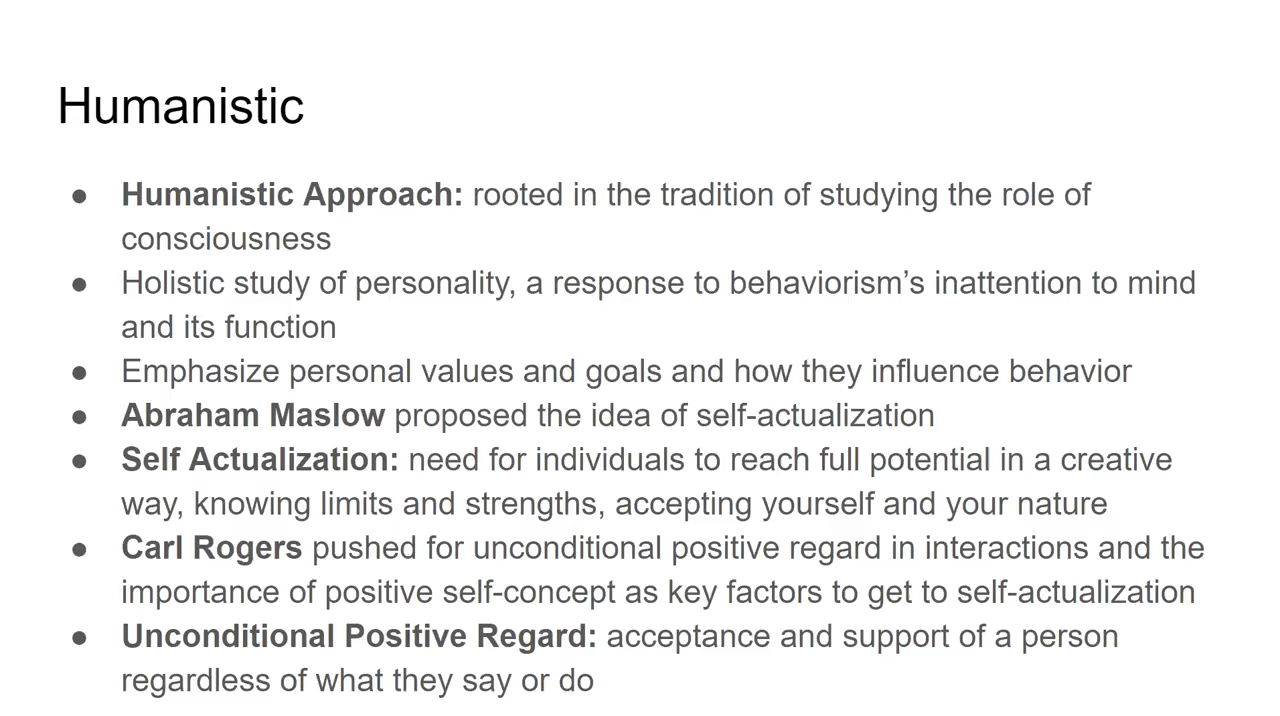 Humanistic
● Humanistic Approach: rooted in the tradition of studying the role of
consciousness
● Holistic study of personality, a response to behaviorism’s inattention to mind
and its function
● Emphasize personal values and goals and how they influence behavior
● Abraham Maslow proposed the idea of self-actualization
● Self Actualization: need for individuals to reach full potential in a creative
way, knowing limits and strengths, accepting yourself and your nature
● Carl Rogers pushed for unconditional positive regard in interactions and the
importance of positive self-concept as key factors to get to self-actualization
● Unconditional Positive Regard: acceptance and support of a person
regardless of what they say or do